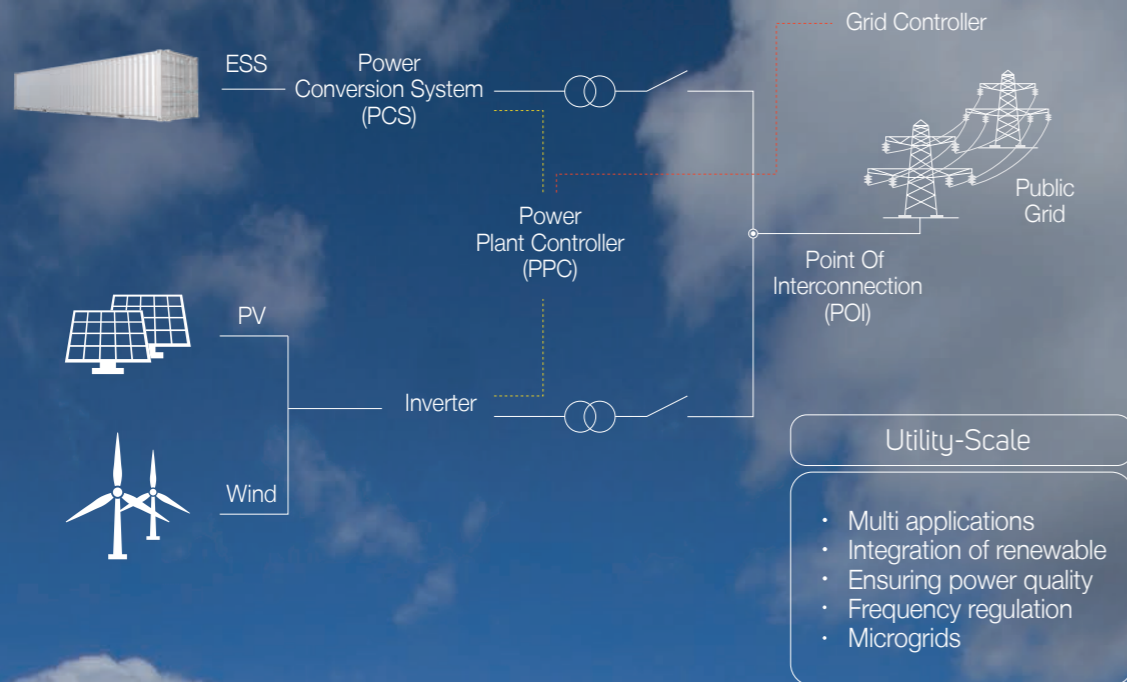 Grid Controller
ESS
Power
Conversion System
(PCS)
Public
Grid
Power
Plant Controller
(PPC)
Point Of
Interconnection
(POI)
PV
Inverter
Wind
Utility-Scale
· Multi applications
· Integration of renewable
· Ensuring power quality
· Frequency regulation
· Microgrids